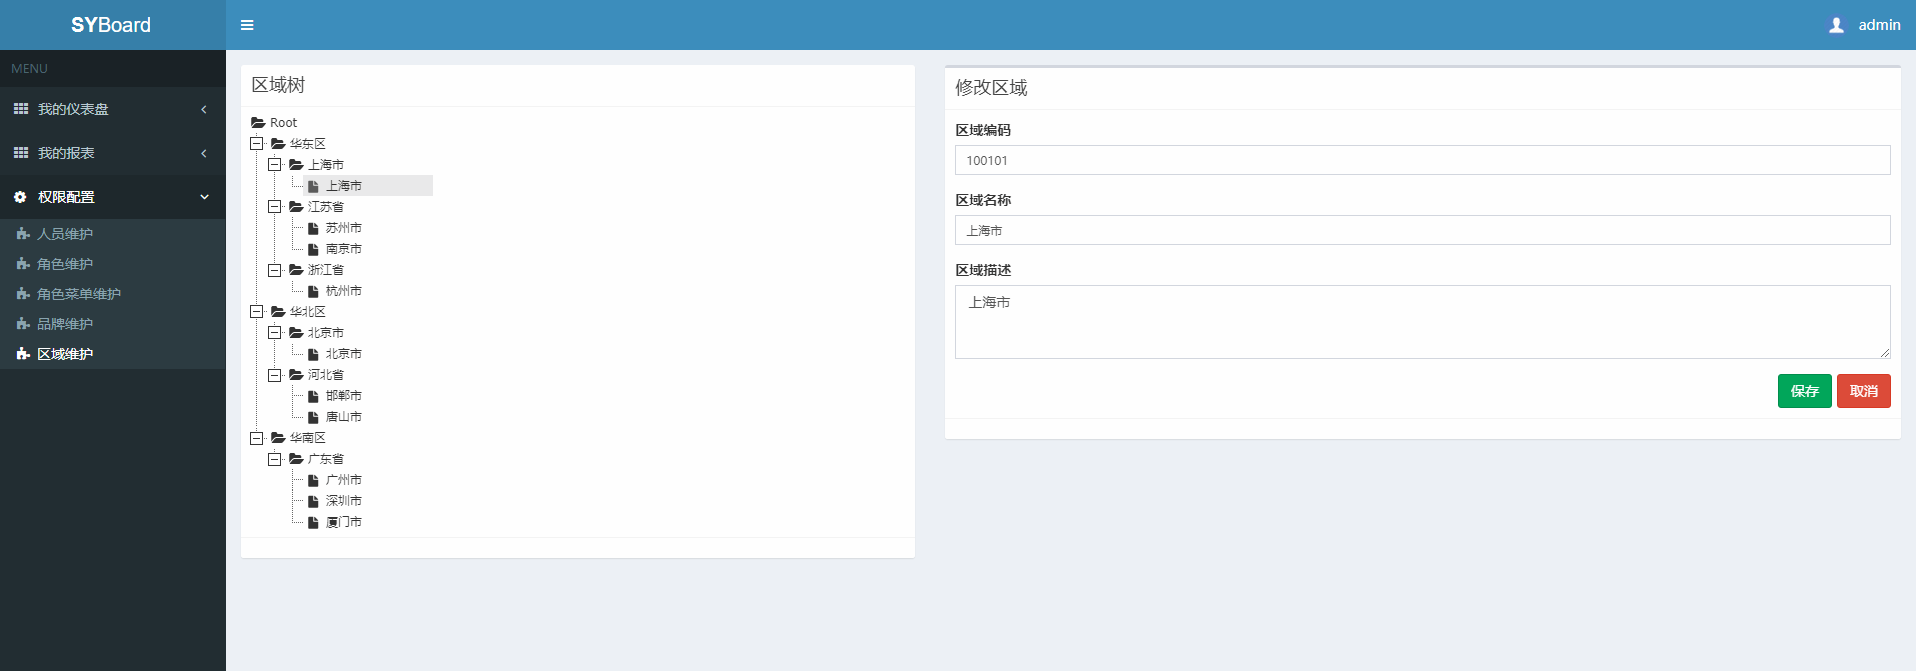 SYBoard
admin
MENU
我的仪表盘
我的报表
权限配置
人员维护
角色维护
角色菜单维护
品牌维护
区域维护
区域树
Root
华东区
上海市
上海市
江苏省
苏州市
南京市
浙江省
杭州市
华北区
北京市
北京市
河北省
邯郸市
唐山市
华南区
广东省
广州市
深圳市
厦门市
修改区域
区域编码
100101
区域名称
上海市
区域描述
上海市
保存 取消